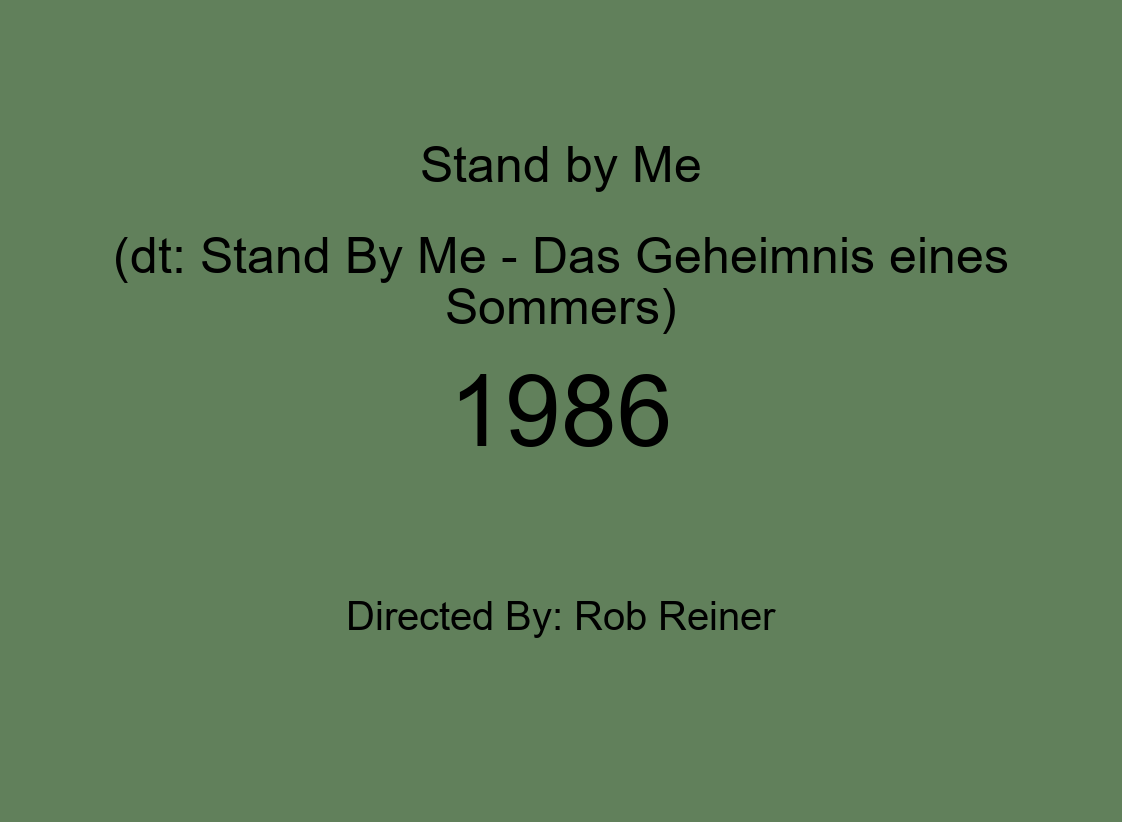 Stand by Me
(dt: Stand By Me - Das Geheimnis eines
Sommers)
1986
Directed By: Rob Reiner